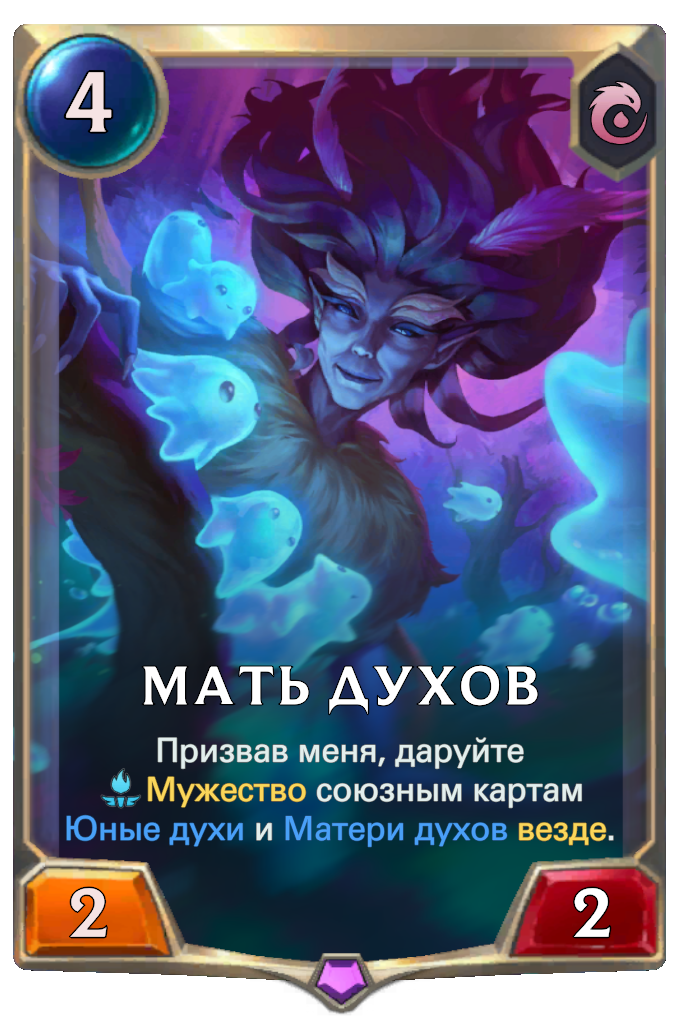 4
МАТЬ ДУХОВ
Призвав меня, даруйте
Мужество союзным картам
Юные духи и Матери духов везде.
2
2